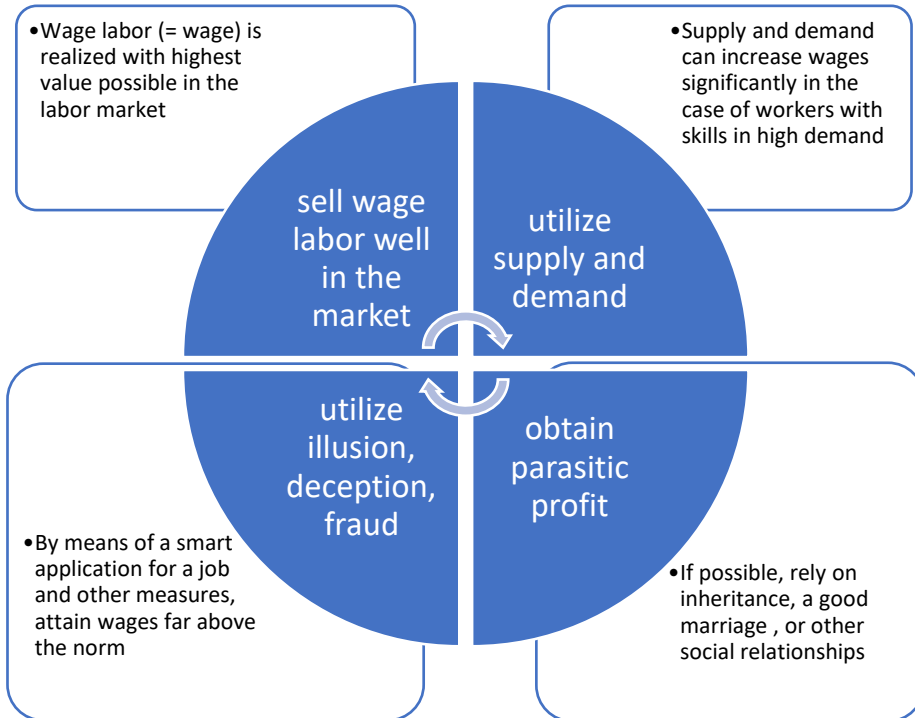 •Wage labor (= wage) is
realized with highest
value possible in the
labor market
•Supply and demand
can increase wages
significantly in the
case of workers with
skills in high demand
sell wage
labor well
in the
market
utilize
supply and
demand
utilize
illusion,
deception,
fraud
obtain
parasitic
profit
•By means of a smart
application for a job
and other measures,
attain wages far above
the norm
•If possible, rely on
inheritance, a good
marriage , or other
social relationships